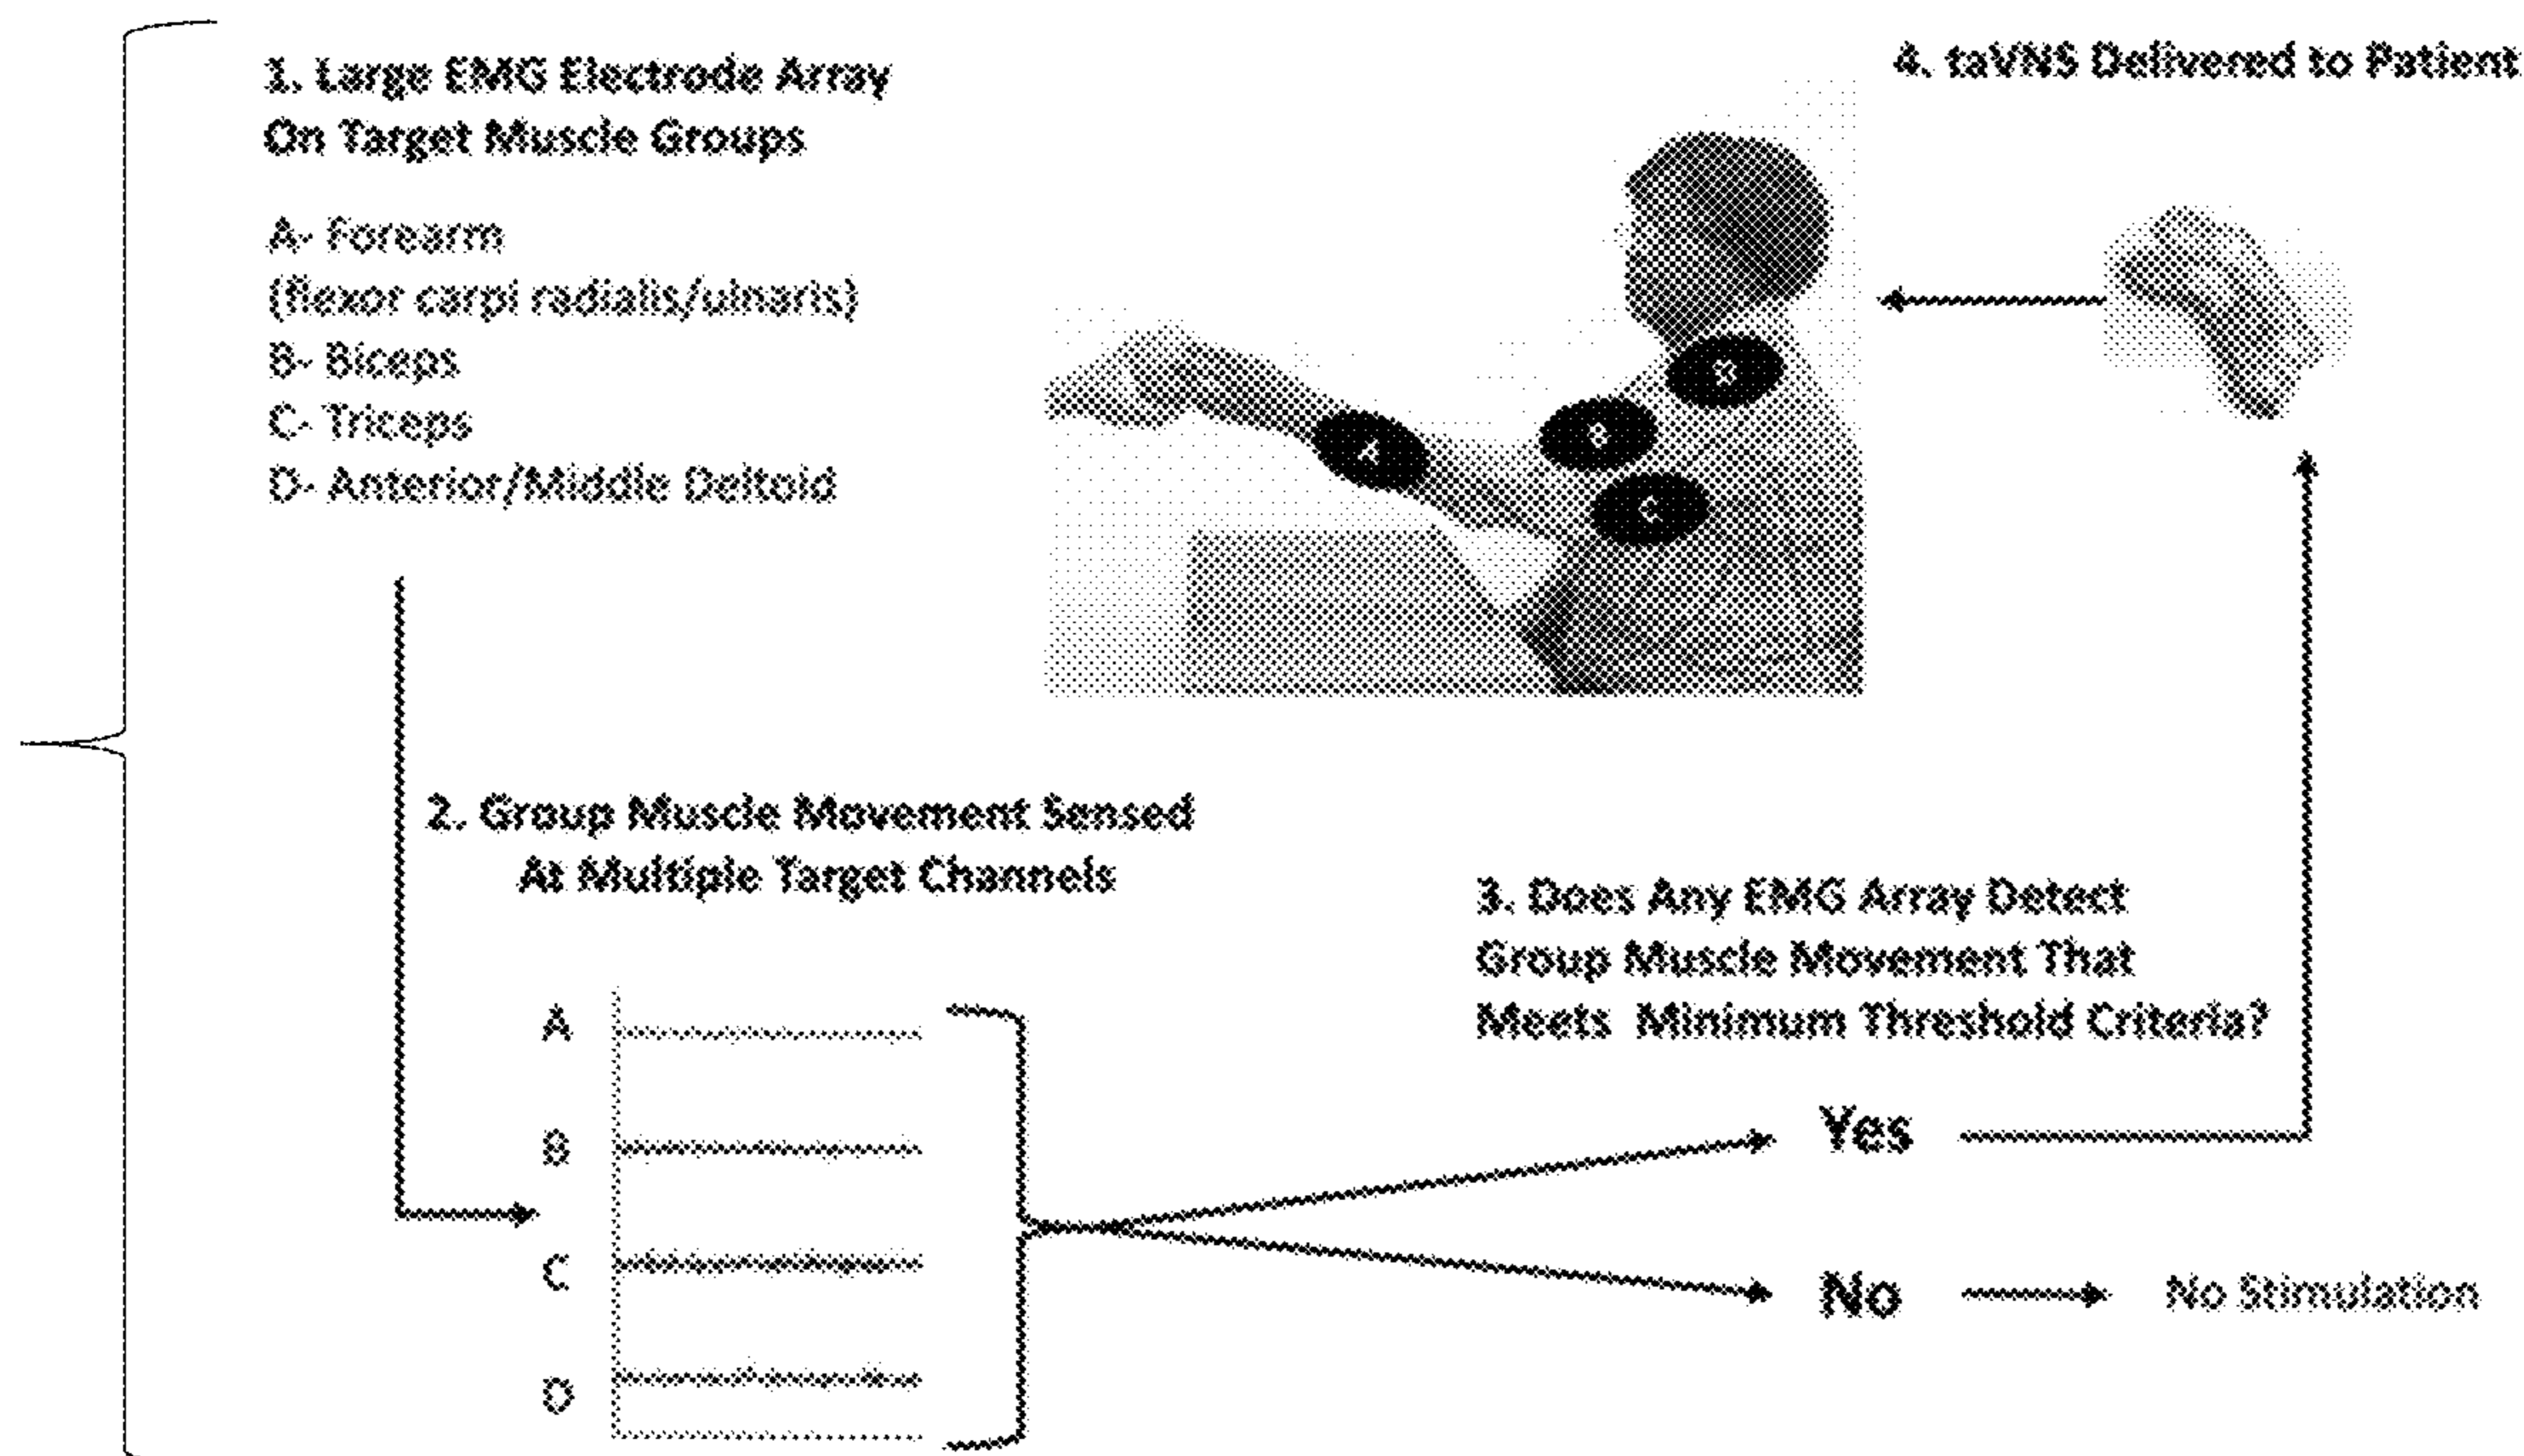 1. Large EMG Electrode Array
On Target Muscle Groups
A- Forearm
(flexor carpi radialis/ulnaris)
B- Biceps
C- Triceps
D- Anterior/Middle Deltoid
4. taVNS Delivered to Patient
A
C
2. Group Muscle Movement Sensed
At Multiple Target Channels
A
B
C
D
3. Does Any EMG Array Detect
Group Muscle Movement That
Meets Minimum Threshold Criteria?
Yes
No
No Stimulation